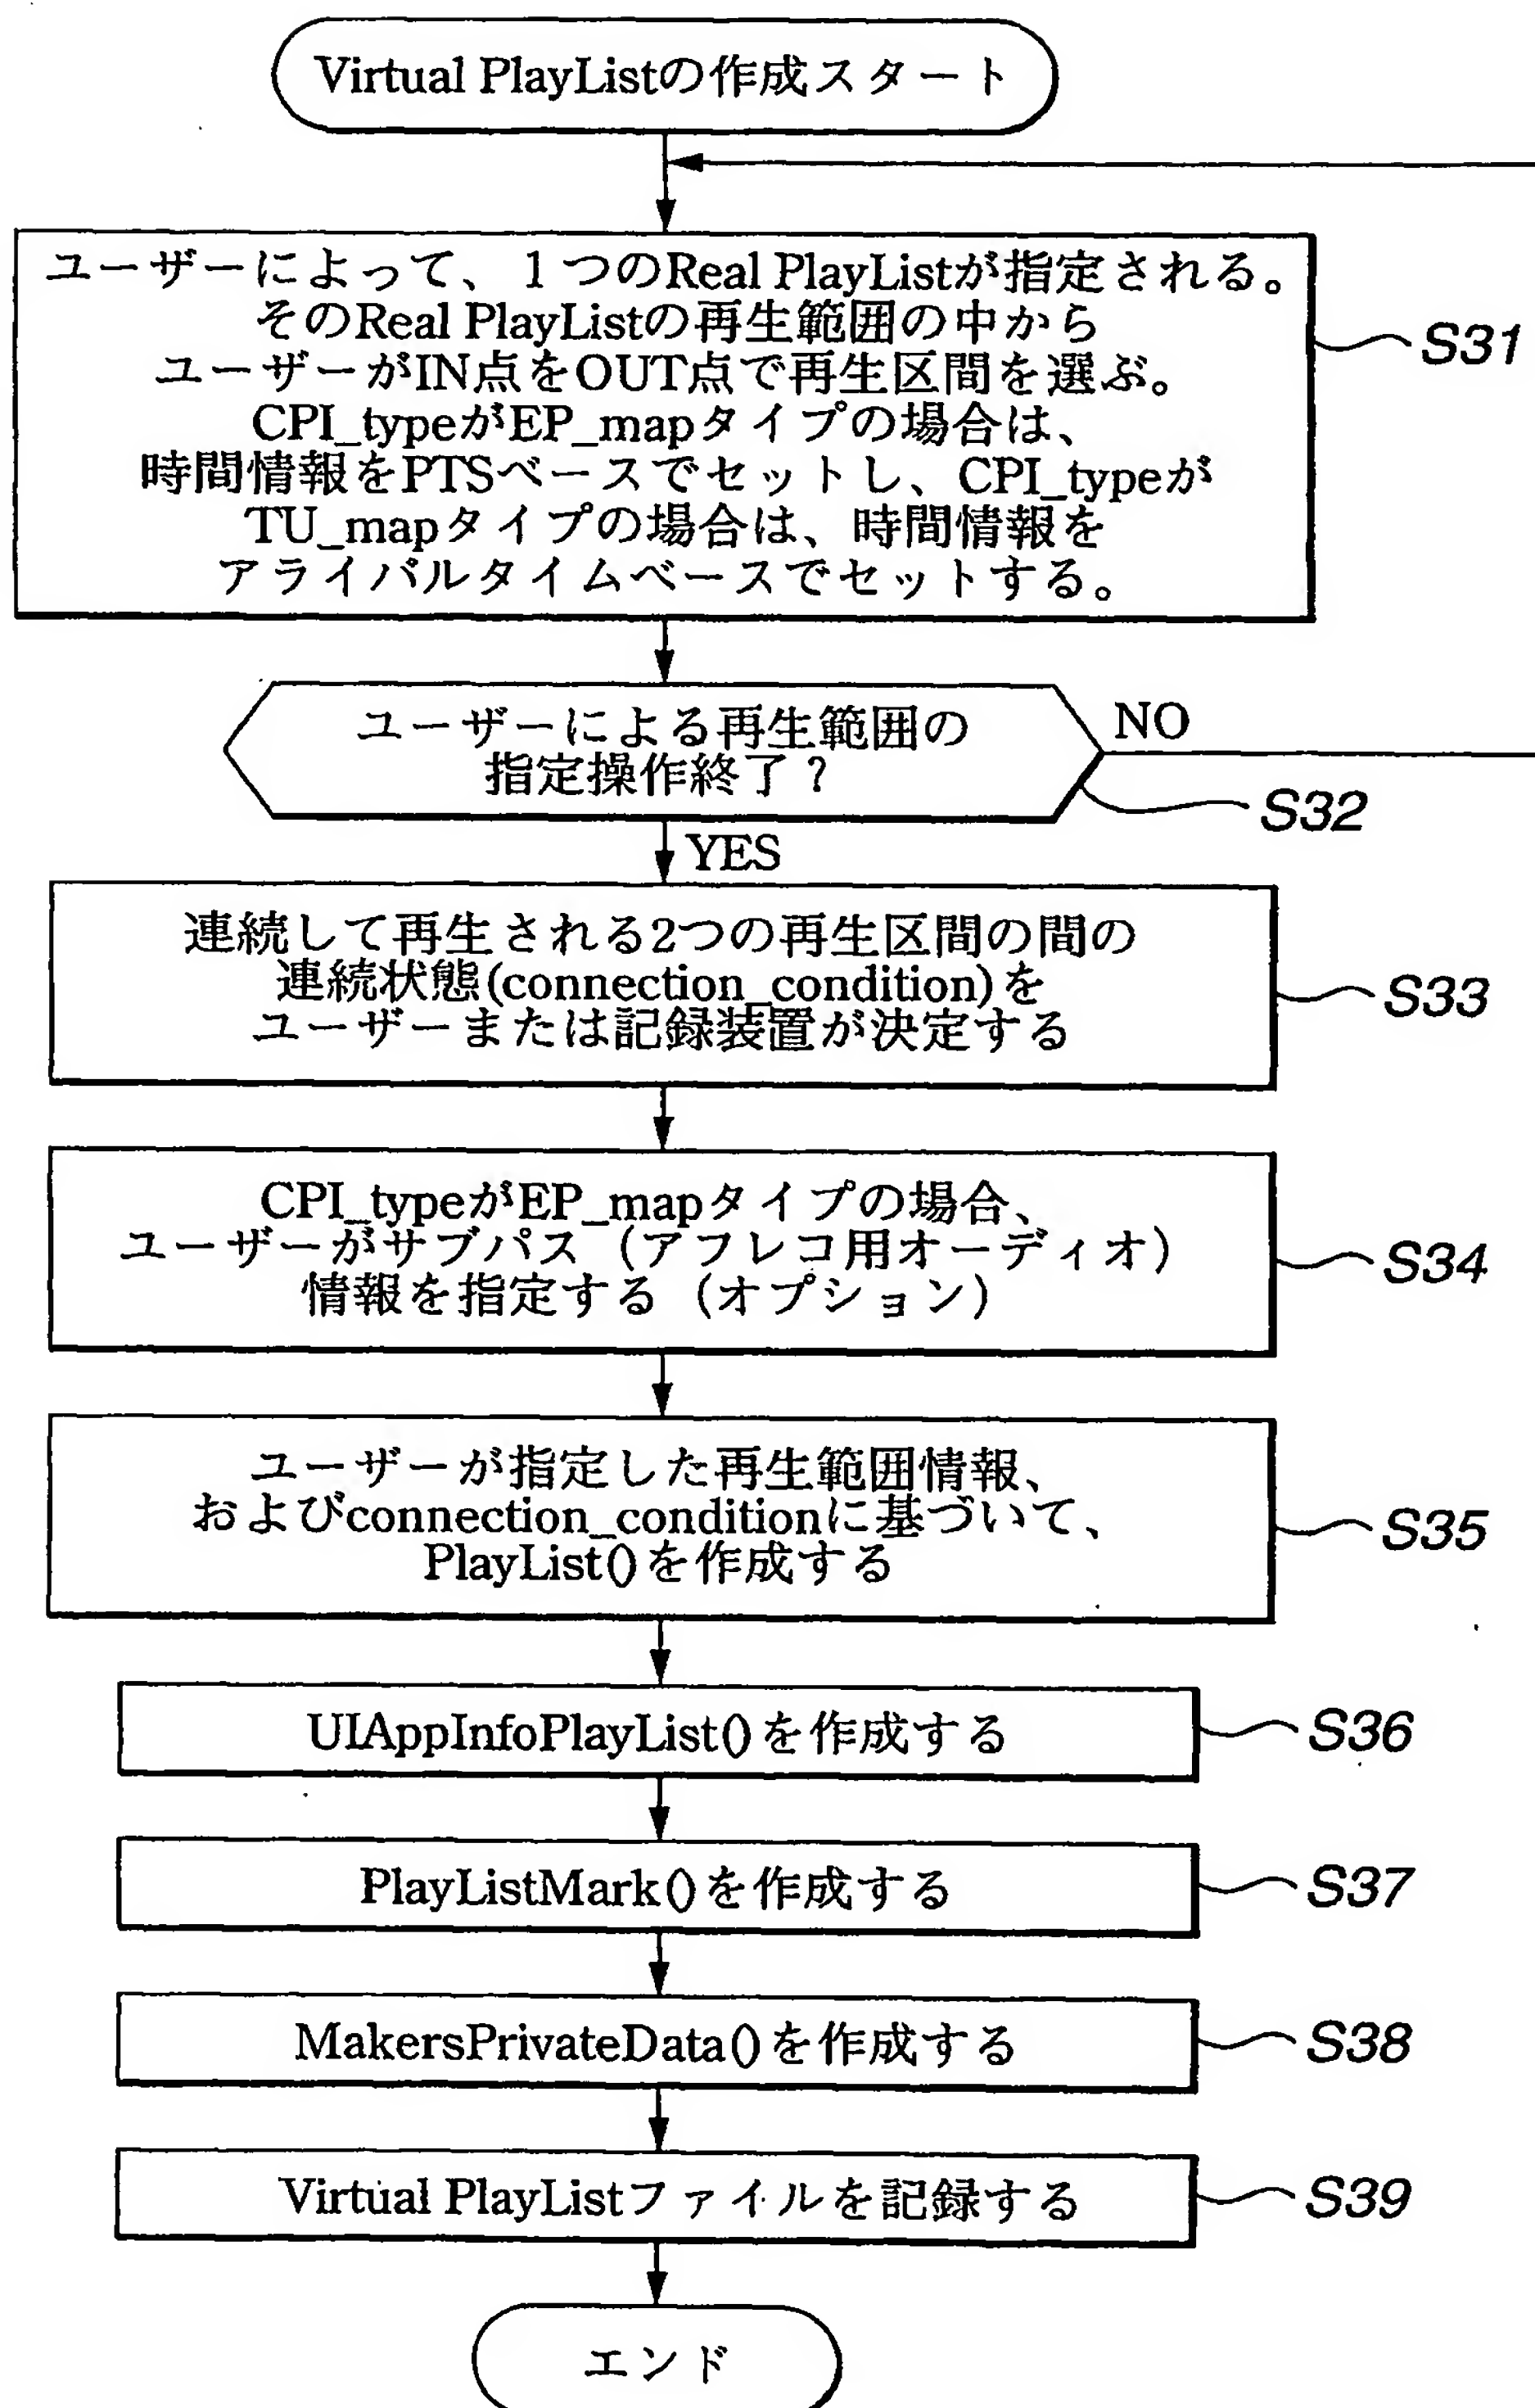 Virtual PlayListの作成スタート
ユーザーによって、1つのReal PlayListが指定される。
そのReal PlayListの再生範囲の中から
ユーザーがIN点をOUT点で再生区間を選ぶ。
CPI_typeがEP_mapタイプの場合は、
時間情報をPTSベースでセットし、CPI_typeが
TU_mapタイプの場合は、時間情報を
アライバルタイムベースでセットする。
S31
ユーザーによる再生範囲の
指定操作終了?
NO
S32
YES
連続して再生される2つの再生区間の間の
連続状態(connection_condition)を
ユーザーまたは記録装置が決定する
S33
CPI_typeがEP_mapタイプの場合、
ユーザーがサブパス(アフレコ用オーディオ)
情報を指定する(オプション)
S34
ユーザーが指定した再生範囲情報、
およびconnection_conditionに基づいて、
PlayList()を作成する
S35
UIAppInfoPlayList()を作成する
S36
PlayListMark()を作成する
S37
MakersPrivateData()を作成する
S38
Virtual PlayListファイルを記録する
S39
エンド